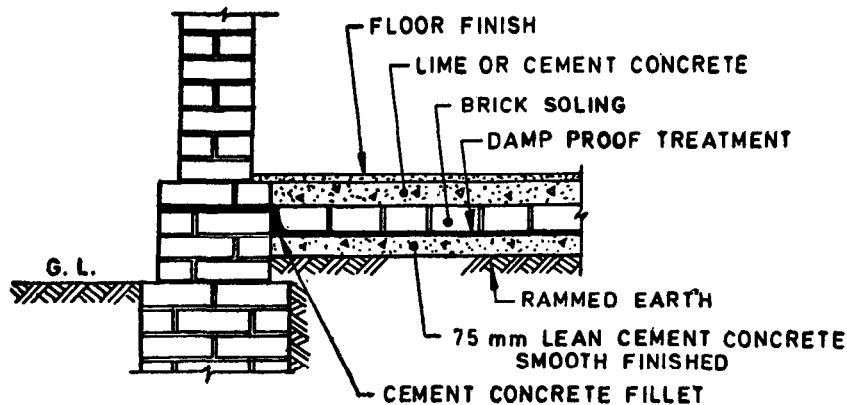 FLOOR FINISH
LIME OR CEMENT CONCRETE
BRICK SOLING
DAMP PROOF TREATMENT
G. L.
RAMMED EARTH
75 mm LEAN CEMENT CONCRETE
SMOOTH FINISHED
CEMENT CONCRETE FILLET